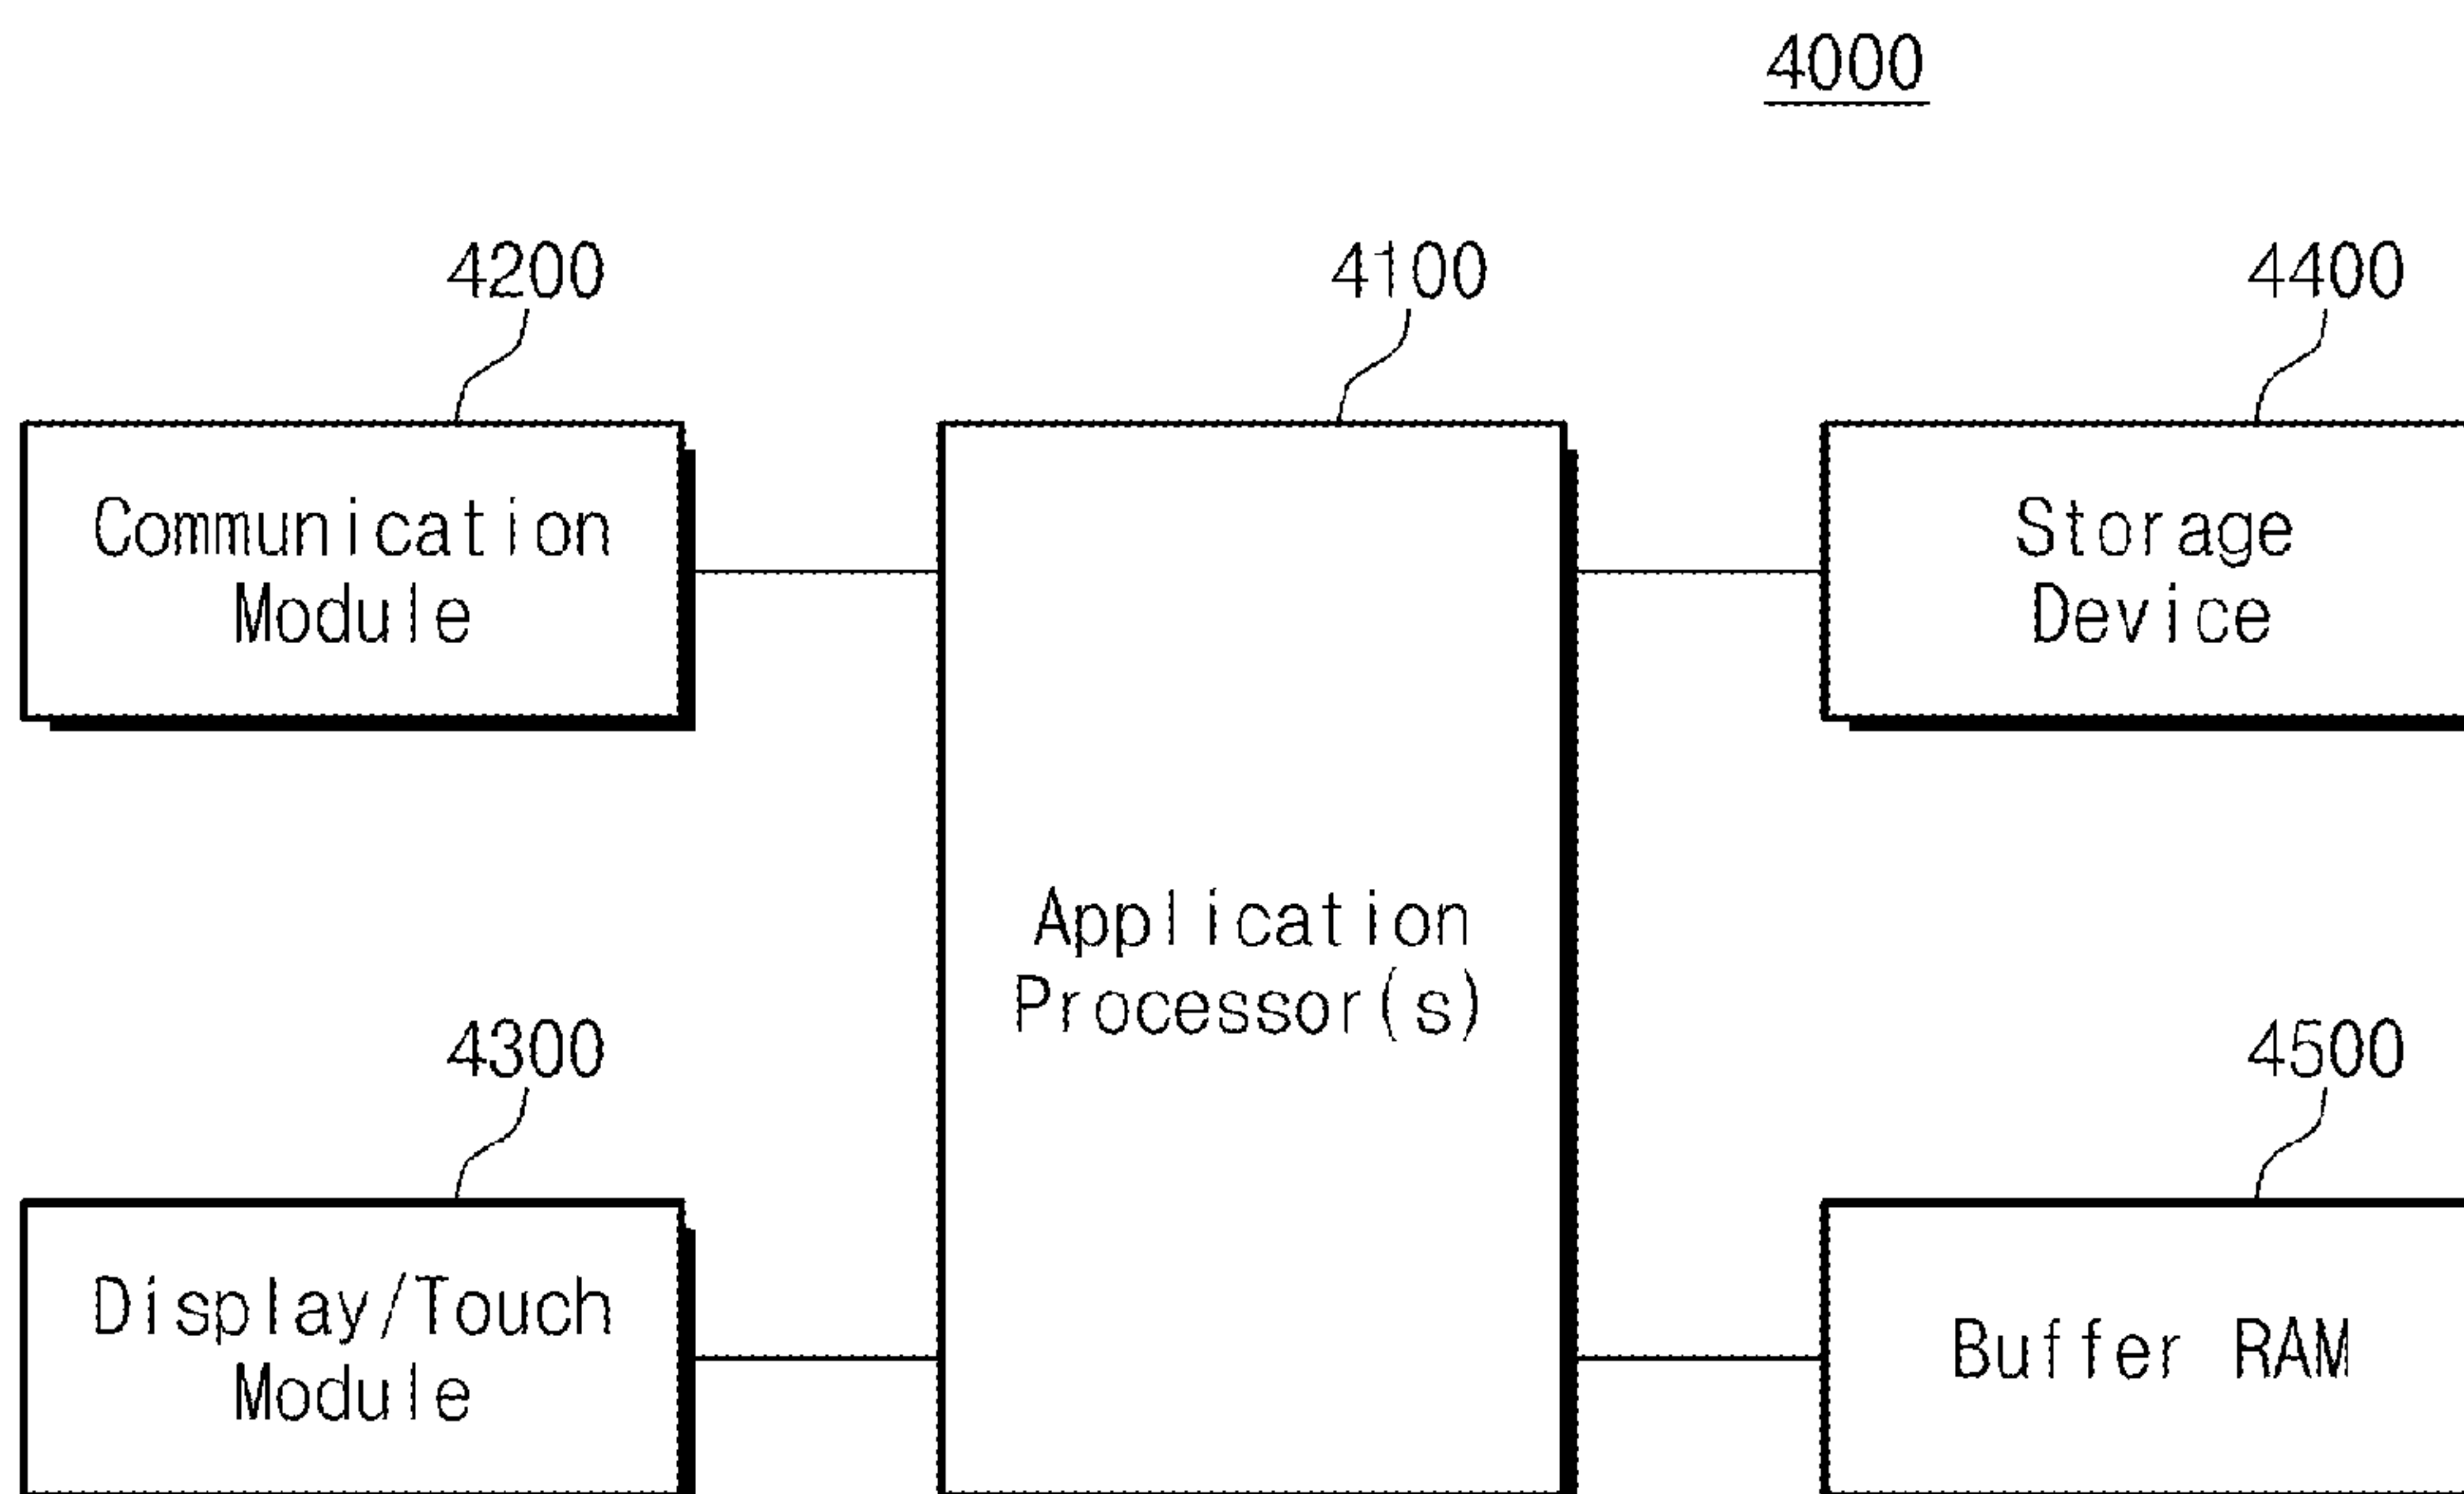 4000
4200
4100
4400
Communication
Module
Storage
Device
Application
Processor(s)
4300
4500
Display/Touch
Module
Buffer RAM